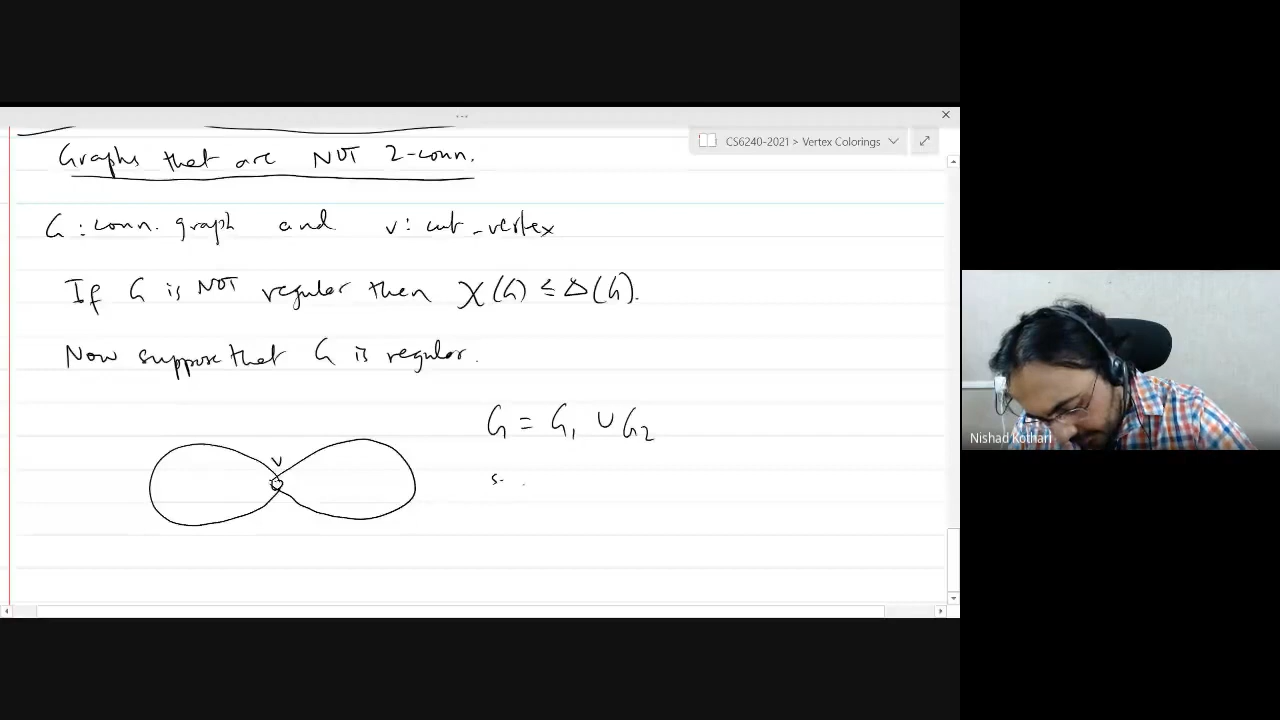 CS6240-2021 > Vertex Colorings
Graphs that are NOT 2-conn.
G : conn. graph and v : cut-vertex
If G is NOT regular then χ(G) ≤ Δ(G).
Now suppose that G is regular.
G = G₁ ∪ G₂
v
s.
Nishad Kothari